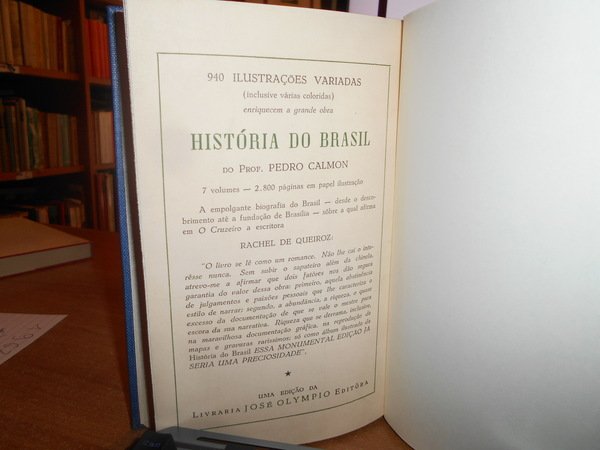 940 ILUSTRAÇÕES VARIADAS
(inclusive várias coloridas)
enriquecem a grande obra
HISTÓRIA DO BRASIL
DO PROF. PEDRO CALMON
7 volumes — 2.800 páginas em papel ilustração
A empolgante biografia do Brasil — desde o desco-
brimento até a fundação de Brasília — sôbre a qual afirma
em O Cruzeiro a escritora
RACHEL DE QUEIROZ:
"O livro se lê como um romance. Não lhe cai o inte-
rêsse nunca. Sem subir o sapateiro além da chinela,
atrevo-me a afirmar que dois fatôres nos dão segura
garantia do valor dessa obra: primeiro, aquela abstinência
de julgamentos e paixões pessoais que lhe caracteriza o
estilo de narrar; segundo, a abundância, a riqueza, o quase
excesso da documentação de que se vale o mestre para
escora da sua narrativa. Riqueza que se derrama, inclusive,
na maravilhosa documentação gráfica, na reprodução de
mapas e gravuras raríssimos: só como álbum ilustrado de
História do Brasil ESSA MONUMENTAL EDIÇÃO JÁ
SERIA UMA PRECIOSIDADE".
UMA EDIÇÃO DA
LIVRARIA JOSÉ OLYMPIO EDITÔRA